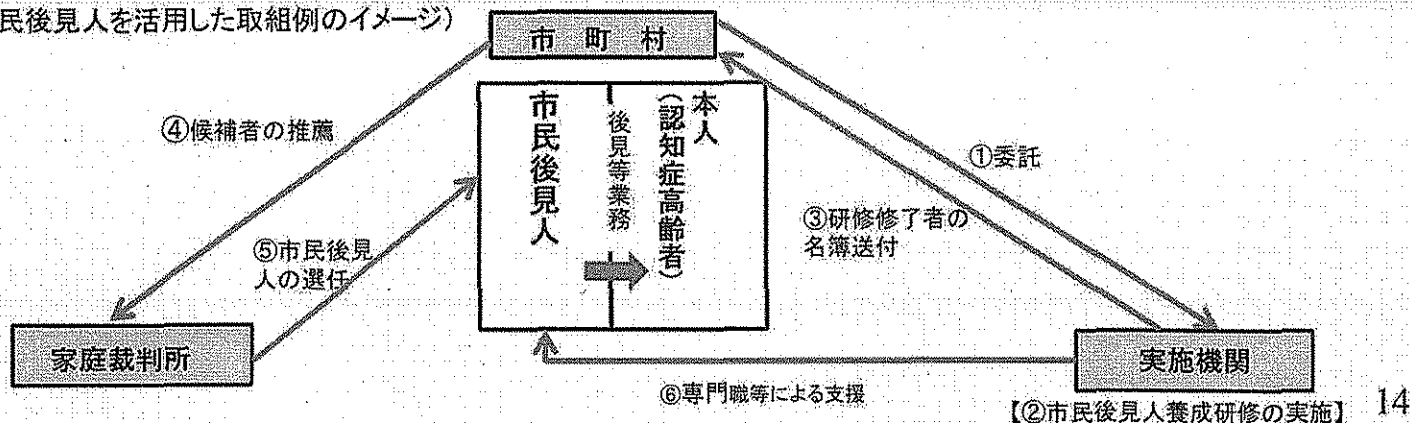 民後見人を活用した取組例のイメージ)
市 町 村
④候補者の推薦
市民後見人
後見等業務
本人
(認知症高齢者)
①委託
③研修修了者の
名簿送付
⑤市民後見
人の選任
家庭裁判所
実施機関
⑥専門職等による支援
【②市民後見人養成研修の実施】
14